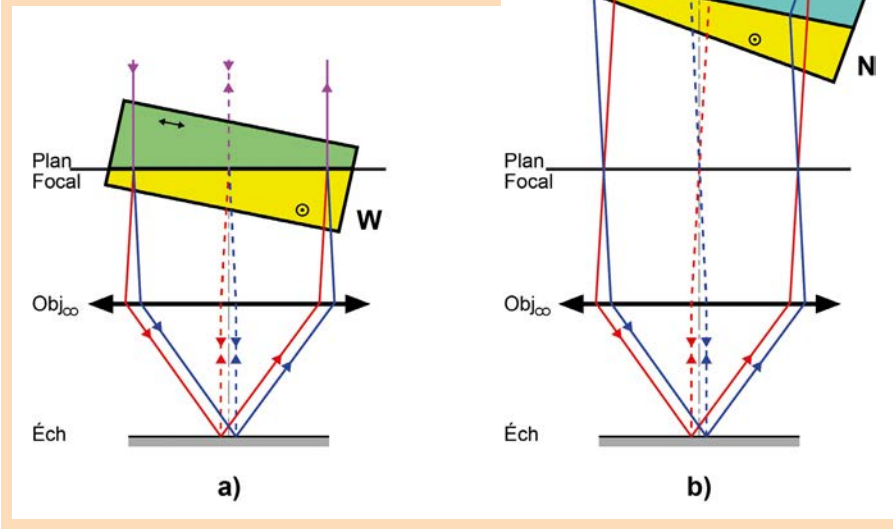 Plan
Focal
W
Obj∞
Éch
a)
N
Plan
Focal
Obj∞
Éch
b)